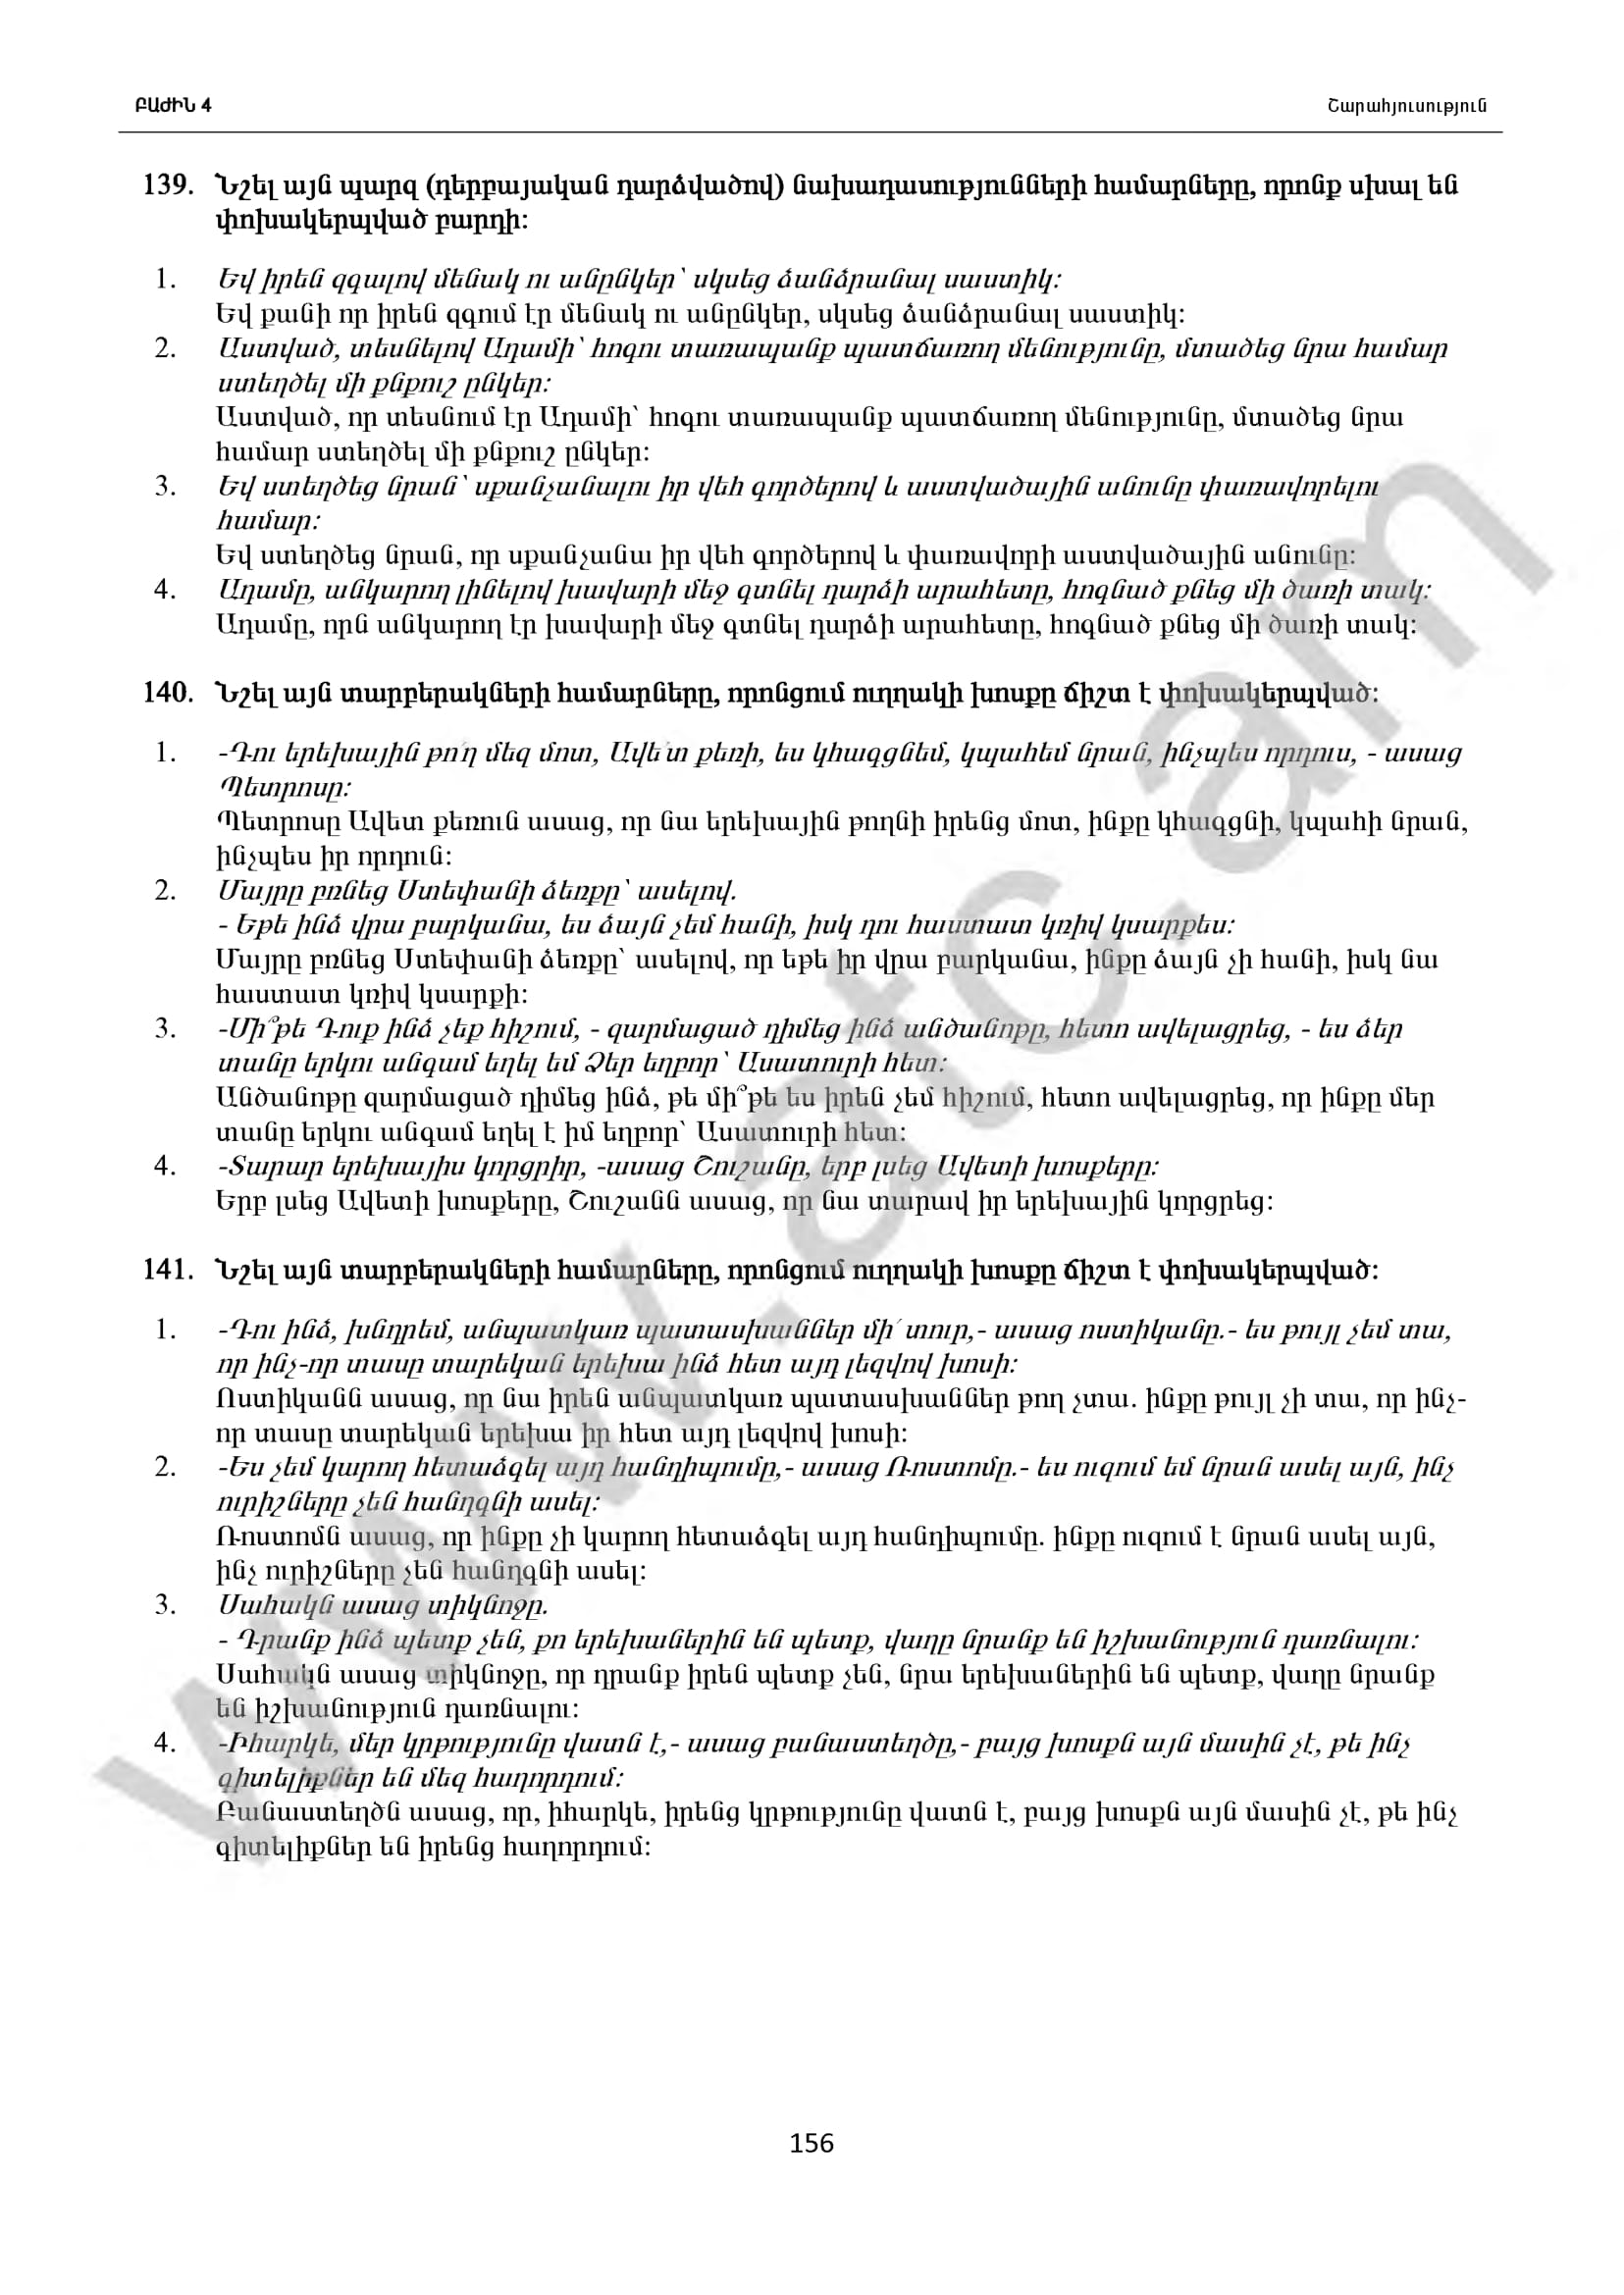 ԲԱԺԻՆ 4
Շարահյուսություն
139. Նշել այն պարզ (դերբայական դարձվածով) նախադասությունների համարները, որոնք սխալ են
փոխակերպված բարդի:
1. Եվ իրեն զգալով մենակ ու անընկեր՝ սկսեց ձանձրանալ սաստիկ:
Եվ քանի որ իրեն զգում էր մենակ ու անընկեր, սկսեց ձանձրանալ սաստիկ:
2. Աստված, տեսնելով Ադամի՝ հոգու տառապանք պատճառող մենությունը, մտածեց նրա համար
ստեղծել մի քնքուշ ընկեր:
Աստված, որ տեսնում էր Ադամի՝ հոգու տառապանք պատճառող մենությունը, մտածեց նրա
համար ստեղծել մի քնքուշ ընկեր:
3. Եվ ստեղծեց նրան՝ սքանչանալու իր վեհ գործերով և աստվածային անունը փառավորելու
համար:
Եվ ստեղծեց նրան, որ սքանչանա իր վեհ գործերով և փառավորի աստվածային անունը:
4. Ադամը, անկարող լինելով խավարի մեջ գտնել դարձի արահետը, հոգնած քնեց մի ծառի տակ:
Ադամը, որն անկարող էր խավարի մեջ գտնել դարձի արահետը, հոգնած քնեց մի ծառի տակ:
140. Նշել այն տարբերակների համարները, որոնցում ուղղակի խոսքը ճիշտ է փոխակերպված:
1. -Դու երեխային թո՛ղ մեզ մոտ, Ավե՛տ քեռի, ես կհագցնեմ, կպահեմ նրան, ինչպես որդուս, - ասաց
Պետրոսը:
Պետրոսը Ավետ քեռուն ասաց, որ նա երեխային թողնի իրենց մոտ, ինքը կհագցնի, կպահի նրան,
ինչպես իր որդուն:
2. Մայրը բռնեց Ստեփանի ձեռքը՝ ասելով.
- Եթե ինձ վրա բարկանա, ես ձայն չեմ հանի, իսկ դու հաստատ կռիվ կսարքես:
Մայրը բռնեց Ստեփանի ձեռքը՝ ասելով, որ եթե իր վրա բարկանա, ինքը ձայն չի հանի, իսկ նա
հաստատ կռիվ կսարքի:
3. -Մի՞թե Դուք ինձ չեք հիշում, - զարմացած դիմեց ինձ անծանոթը, հետո ավելացրեց, - ես ձեր
տանը երկու անգամ եղել եմ Ձեր եղբոր՝ Ասատուրի հետ:
Անծանոթը զարմացած դիմեց ինձ, թե մի՞թե ես իրեն չեմ հիշում, հետո ավելացրեց, որ ինքը մեր
տանը երկու անգամ եղել է իմ եղբոր՝ Ասատուրի հետ:
4. -Տարար երեխայիս կորցրիր, -ասաց Շուշանը, երբ լսեց Ավետի խոսքերը:
Երբ լսեց Ավետի խոսքերը, Շուշանն ասաց, որ նա տարավ իր երեխային կորցրեց:
141. Նշել այն տարբերակների համարները, որոնցում ուղղակի խոսքը ճիշտ է փոխակերպված:
1. -Դու ինձ, խնդրեմ, անպատկառ պատասխաններ մի՛ տուր,- ասաց ոստիկանը.- ես թույլ չեմ տա,
որ ինչ-որ տասը տարեկան երեխա ինձ հետ այդ լեզվով խոսի:
Ոստիկանն ասաց, որ նա իրեն անպատկառ պատասխաններ թող չտա. ինքը թույլ չի տա, որ ինչ-
որ տասը տարեկան երեխա իր հետ այդ լեզվով խոսի:
2. -Ես չեմ կարող հետաձգել այդ հանդիպումը,- ասաց Ռոստոմը.- ես ուզում եմ նրան ասել այն, ինչ
ուրիշները չեն հանդգնի ասել:
Ռոստոմն ասաց, որ ինքը չի կարող հետաձգել այդ հանդիպումը. ինքը ուզում է նրան ասել այն,
ինչ ուրիշները չեն հանդգնի ասել:
3. Սահակն ասաց տիկնոջը.
- Դրանք ինձ պետք չեն, քո երեխաներին են պետք, վաղը նրանք են իշխանություն դառնալու:
Սահակն ասաց տիկնոջը, որ դրանք իրեն պետք չեն, նրա երեխաներին են պետք, վաղը նրանք
են իշխանություն դառնալու:
4. -Իհարկե, մեր կրթությունը վատն է,- ասաց բանաստեղծը,- բայց խոսքն այն մասին չէ, թե ինչ
գիտելիքներ են մեզ հաղորդում:
Բանաստեղծն ասաց, որ, իհարկե, իրենց կրթությունը վատն է, բայց խոսքն այն մասին չէ, թե ինչ
գիտելիքներ են իրենց հաղորդում:
www.atc.am
156